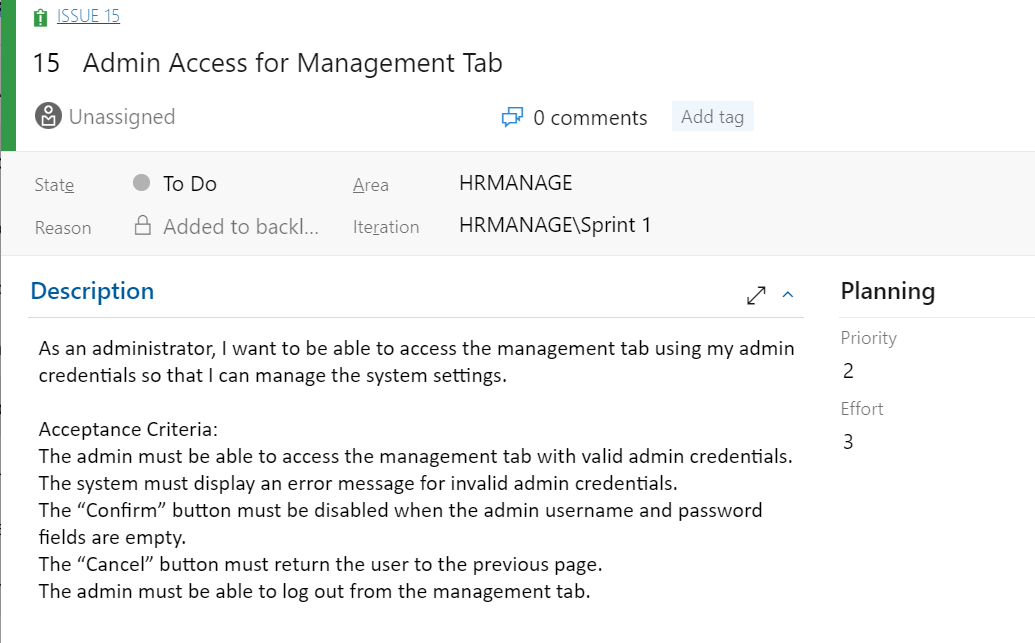 ISSUE 15
15 Admin Access for Management Tab
Unassigned
0 comments
Add tag
State To Do Area HRMANAGE
Reason Added to backl... Iteration HRMANAGE\Sprint 1
Description
As an administrator, I want to be able to access the management tab using my admin
credentials so that I can manage the system settings.
Acceptance Criteria:
The admin must be able to access the management tab with valid admin credentials.
The system must display an error message for invalid admin credentials.
The “Confirm” button must be disabled when the admin username and password
fields are empty.
The “Cancel” button must return the user to the previous page.
The admin must be able to log out from the management tab.
Planning
Priority
2
Effort
3